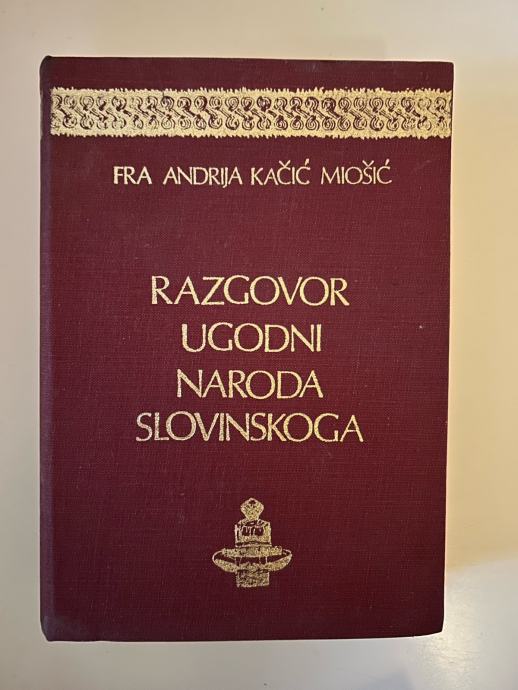 FRA ANDRIJA KAČIĆ MIOŠIĆ
RAZGOVOR
UGODNI
NARODA
SLOVINSKOGA